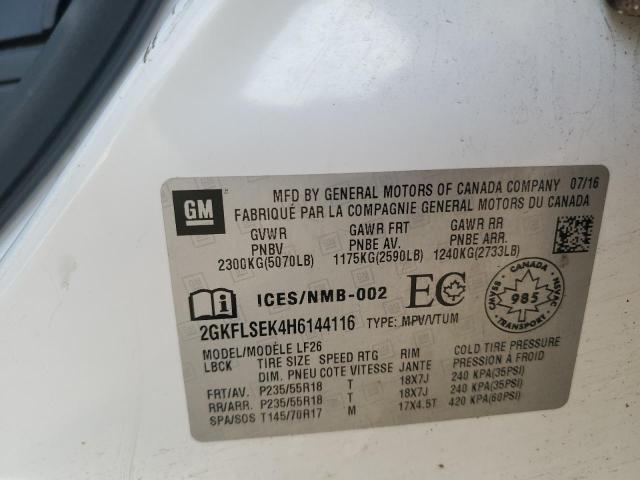 GM
MFD BY GENERAL MOTORS OF CANADA COMPANY 07/16
FABRIQUÉ PAR LA COMPAGNIE GENERAL MOTORS DU CANADA
GVWR GAWR FRT GAWR RR
PNBV PNBE AV. PNBE ARR.
2300KG(5070LB) 1175KG(2590LB) 1240KG(2733LB)
ICES/NMB-002 EC
CANADA
CMVSS 985 NSVAC
2GKFLSEK4H6144116 TYPE: MPV/VTUM
MODEL/MODÈLE LF26
LBCK TIRE SIZE SPEED RTG RIM COLD TIRE PRESSURE
DIM. PNEU COTE VITESSE JANTE PRESSION À FROID
FRT/AV. P235/55R18 T 18X7J 240 KPA(35PSI)
RR/ARR. P235/55R18 T 18X7J 240 KPA(35PSI)
SPA/SOS T145/70R17 M 17X4.5T 420 KPA(60PSI)